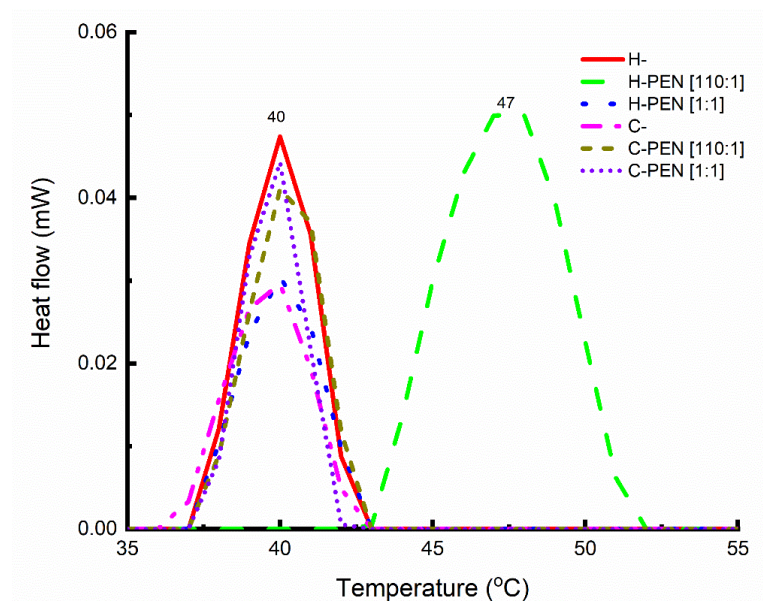 0.06
H-
H-PEN [110:1]
H-PEN [1:1]
C-
C-PEN [110:1]
C-PEN [1:1]
40
47
0.04
0.02
0.00
Heat flow (mW)
35
40
45
50
55
Temperature (°C)